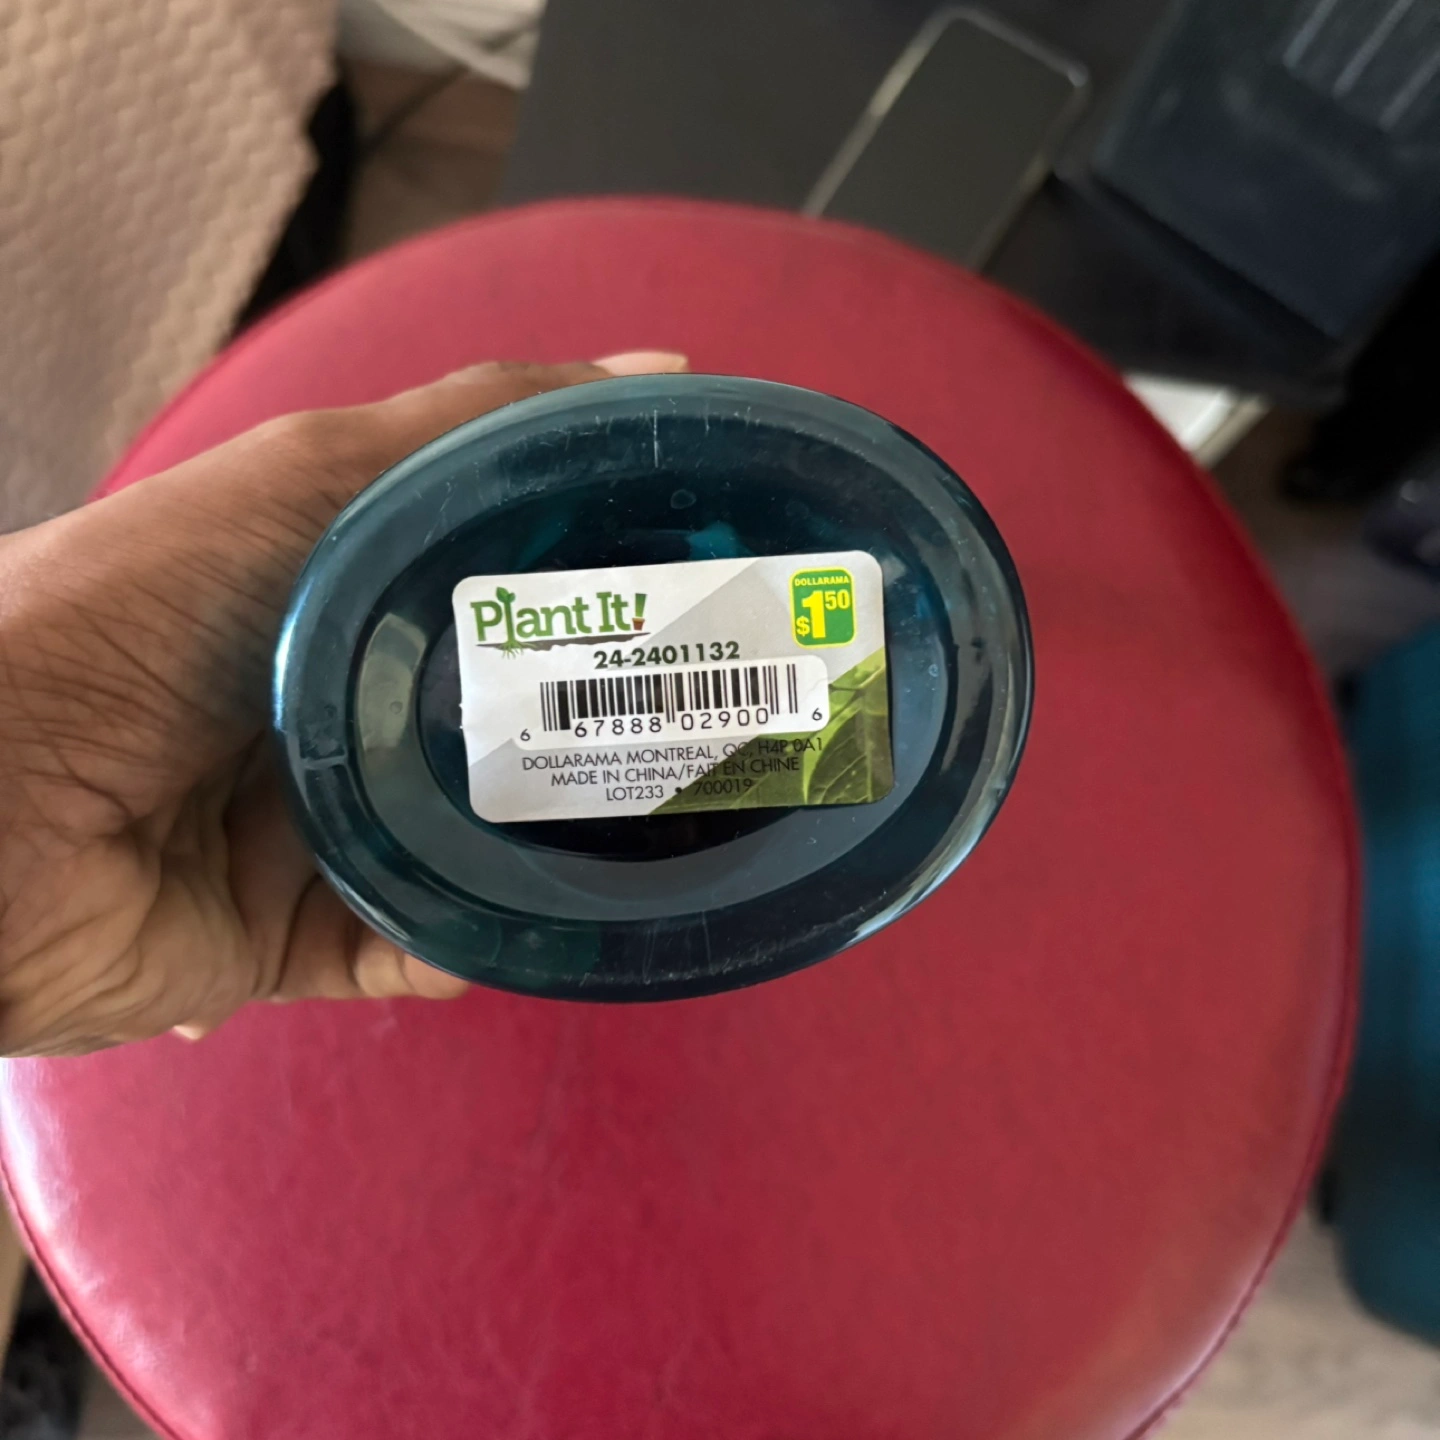 Plant It!
DOLLARAMA
$1.50
24-2401132
6 67888 02900 6
DOLLARAMA MONTREAL, QC, H4P 0A1
MADE IN CHINA/FAIT EN CHINE
LOT233 • 700019